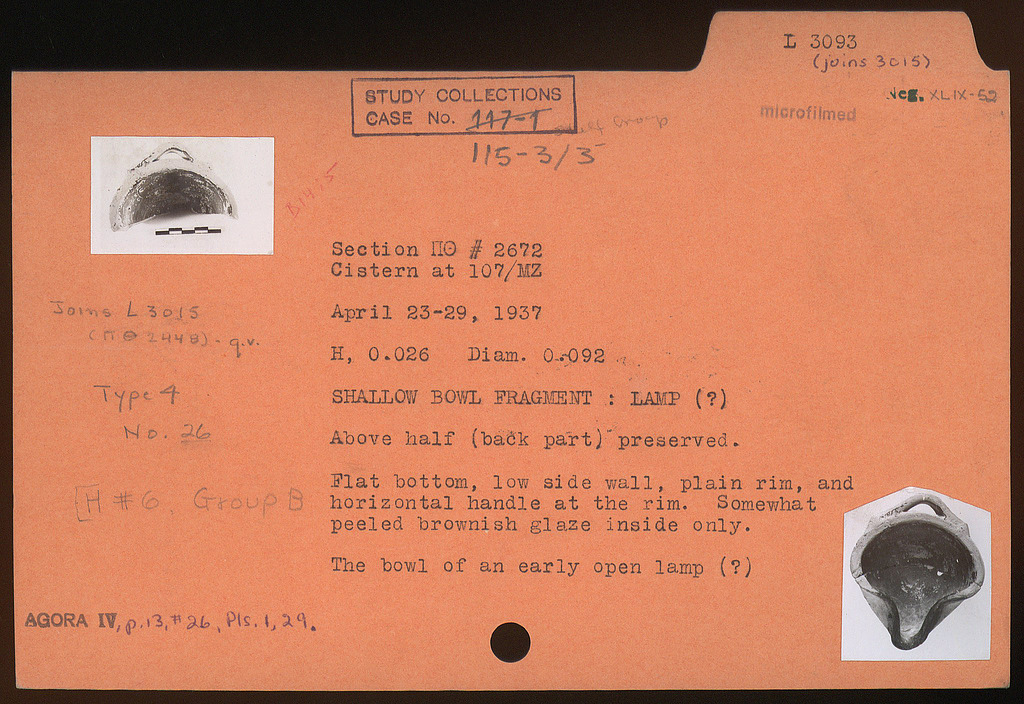 L 3093
(joins 3015)
Neg. XLIX-52
microfilmed
STUDY COLLECTIONS
CASE No. 147-T
115-3/3
Section ΠΘ # 2672
Cistern at 107/MZ
April 23-29, 1937
H, 0.026 Diam. 0.092
SHALLOW BOWL FRAGMENT : LAMP (?)
Above half (back part) preserved.
Flat bottom, low side wall, plain rim, and
horizontal handle at the rim. Somewhat
peeled brownish glaze inside only.
The bowl of an early open lamp (?)
Joins L 3015
(ΠΘ 2448) - q.v.
Type 4
No. 26
[H #6 Group B
AGORA IV, p.13, #26, Pls. 1, 29.